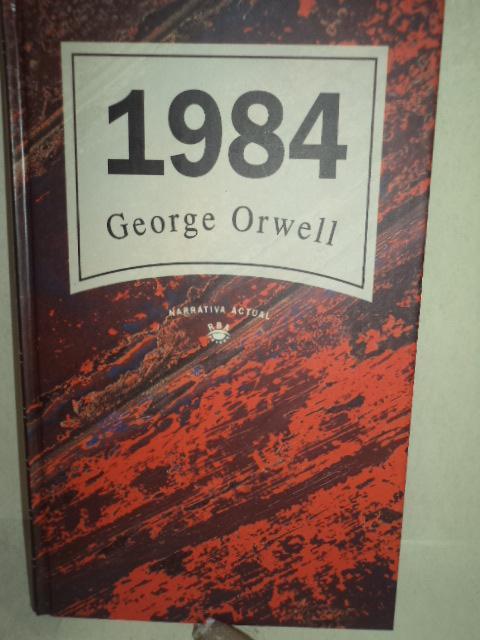 1984
George Orwell
NARRATIVA ACTUAL
RBA